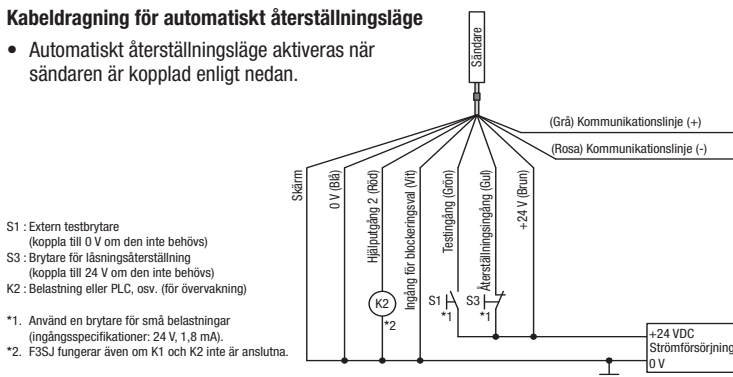 Kabeldragning för automatiskt återställningsläge
• Automatiskt återställningsläge aktiveras när
sändaren är kopplad enligt nedan.
Sändare
(Grå) Kommunikationslinje (+)
(Rosa) Kommunikationslinje (-)
Skärm
0 V (Blå)
Hjälputgång 2 (Röd)
Ingång för blockeringsval (Vit)
Testingång (Grön)
Återställningsingång (Gul)
+24 V (Brun)
S1 : Extern testbrytare
(koppla till 0 V om den inte behövs)
S3 : Brytare för låsningsåterställning
(koppla till 24 V om den inte behövs)
K2 : Belastning eller PLC, osv. (för övervakning)
*1. Använd en brytare för små belastningar
(ingångsspecifikationer: 24 V, 1,8 mA).
*2. F3SJ fungerar även om K1 och K2 inte är anslutna.
K2
*2
S1
*1
S3
*1
+24 VDC
Strömförsörjning
0 V